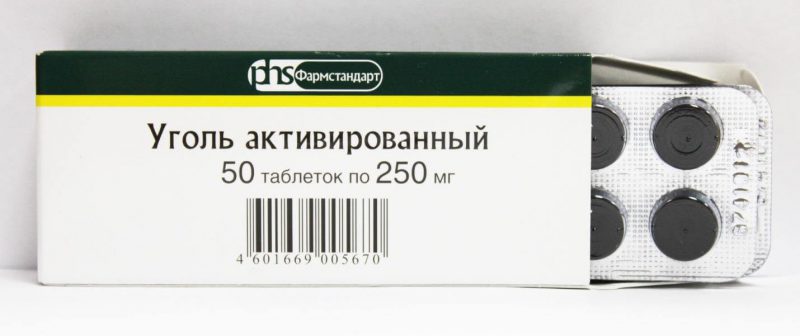 phs Фармстандарт
Уголь активированный
50 таблеток по 250 мг
4 601669 005670